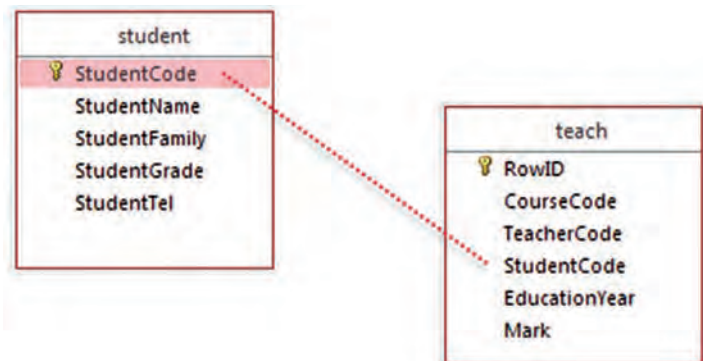 student
StudentCode
StudentName
StudentFamily
StudentGrade
StudentTel
teach
RowID
CourseCode
TeacherCode
StudentCode
EducationYear
Mark